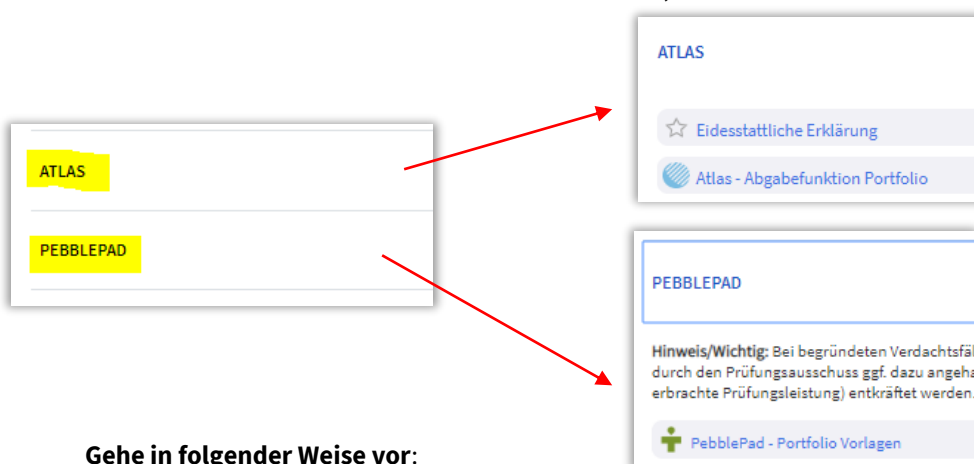 ATLAS
PEBBLEPAD
ATLAS
Eidesstattliche Erklärung
Atlas - Abgabefunktion Portfolio
PEBBLEPAD
Hinweis/Wichtig: Bei begründeten Verdachtsfäl
durch den Prüfungsausschuss ggf. dazu angeha
erbrachte Prüfungsleistung) entkräftet werden.
PebblePad - Portfolio Vorlagen
Gehe in folgender Weise vor: